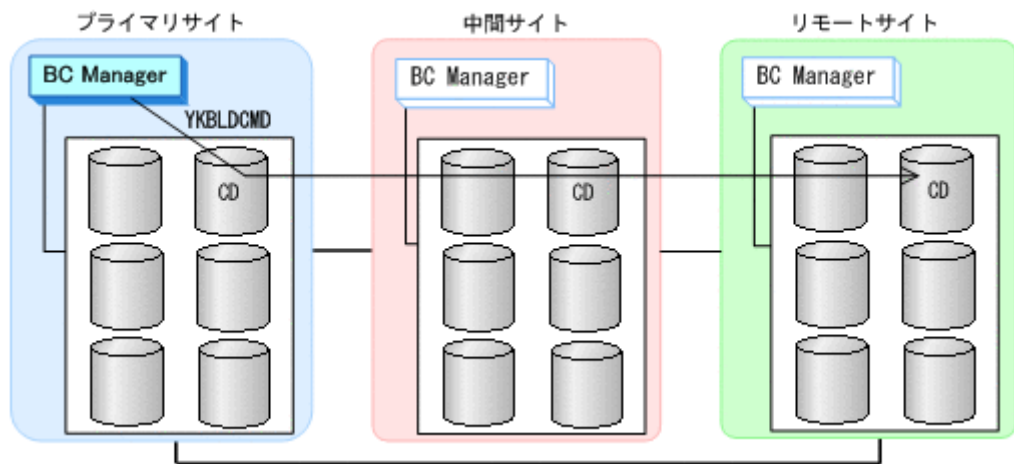 プライマリサイト
中間サイト
リモートサイト
BC Manager
BC Manager
BC Manager
YKBLDCMD
CD
CD
CD